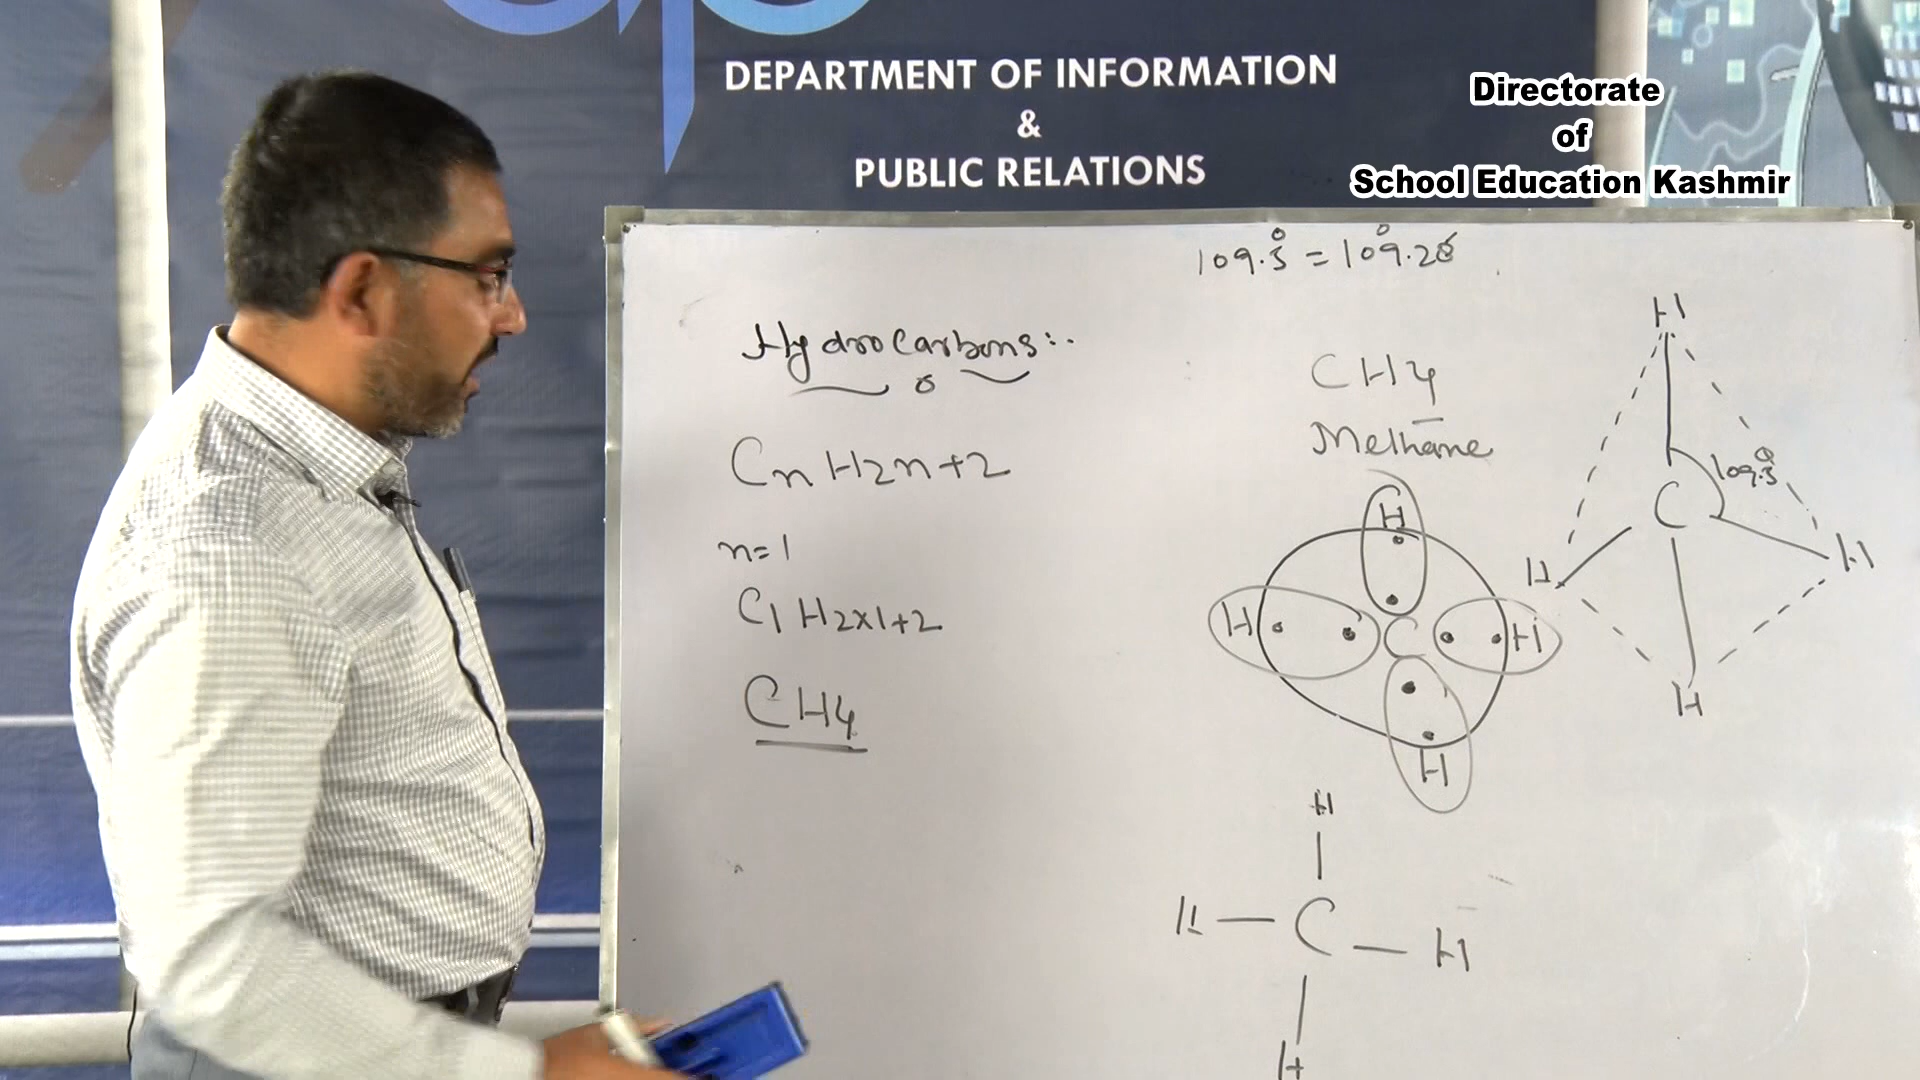 DEPARTMENT OF INFORMATION
&
PUBLIC RELATIONS
Directorate
of
School Education Kashmir
109.5° = 109.28
Hydrocarbons:.
CnH2n+2
n=1
C1H2x1+2
CH4
CH4
Methane
H
H C H
H
H
109.5°
C
H H
H
H
H — C — H
H